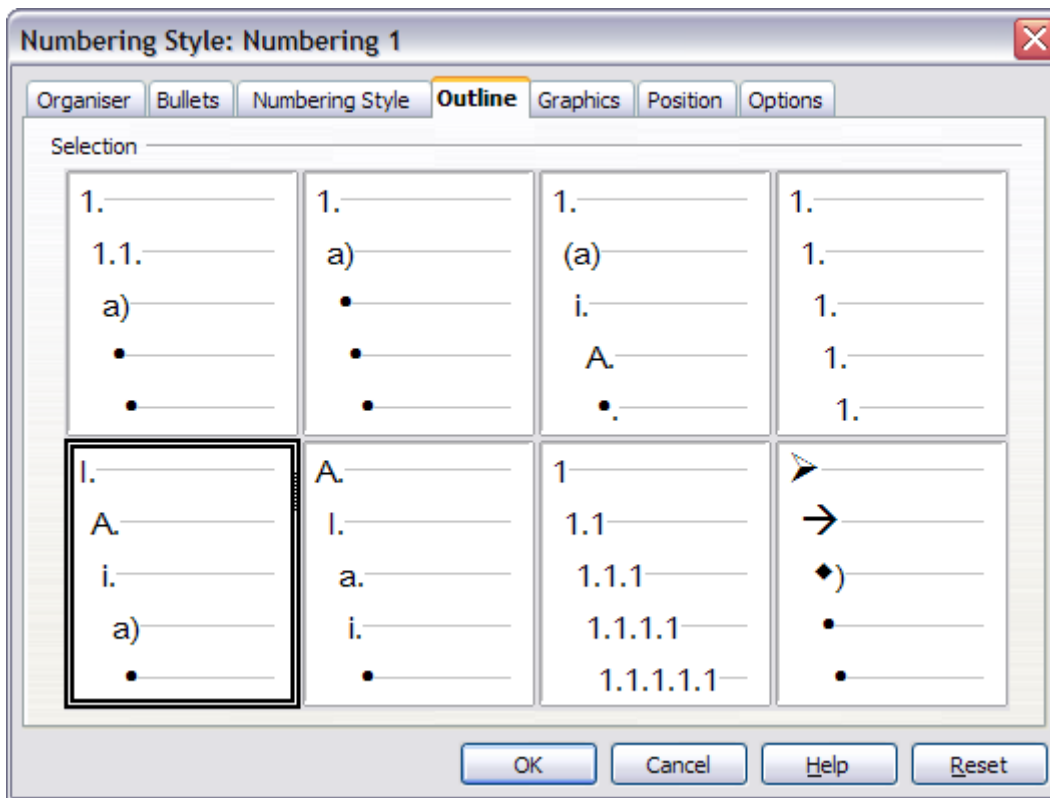 Numbering Style: Numbering 1
Organiser Bullets Numbering Style Outline Graphics Position Options
Selection
1.
1.1.
a)
•
•
1.
a)
•
•
•
1.
(a)
i.
A.
•.
1.
1.
1.
1.
1.
I.
A.
i.
a)
•
A.
I.
a.
i.
•
1
1.1
1.1.1
1.1.1.1
1.1.1.1.1
➢
→
◆)
•
•
OK Cancel Help Reset